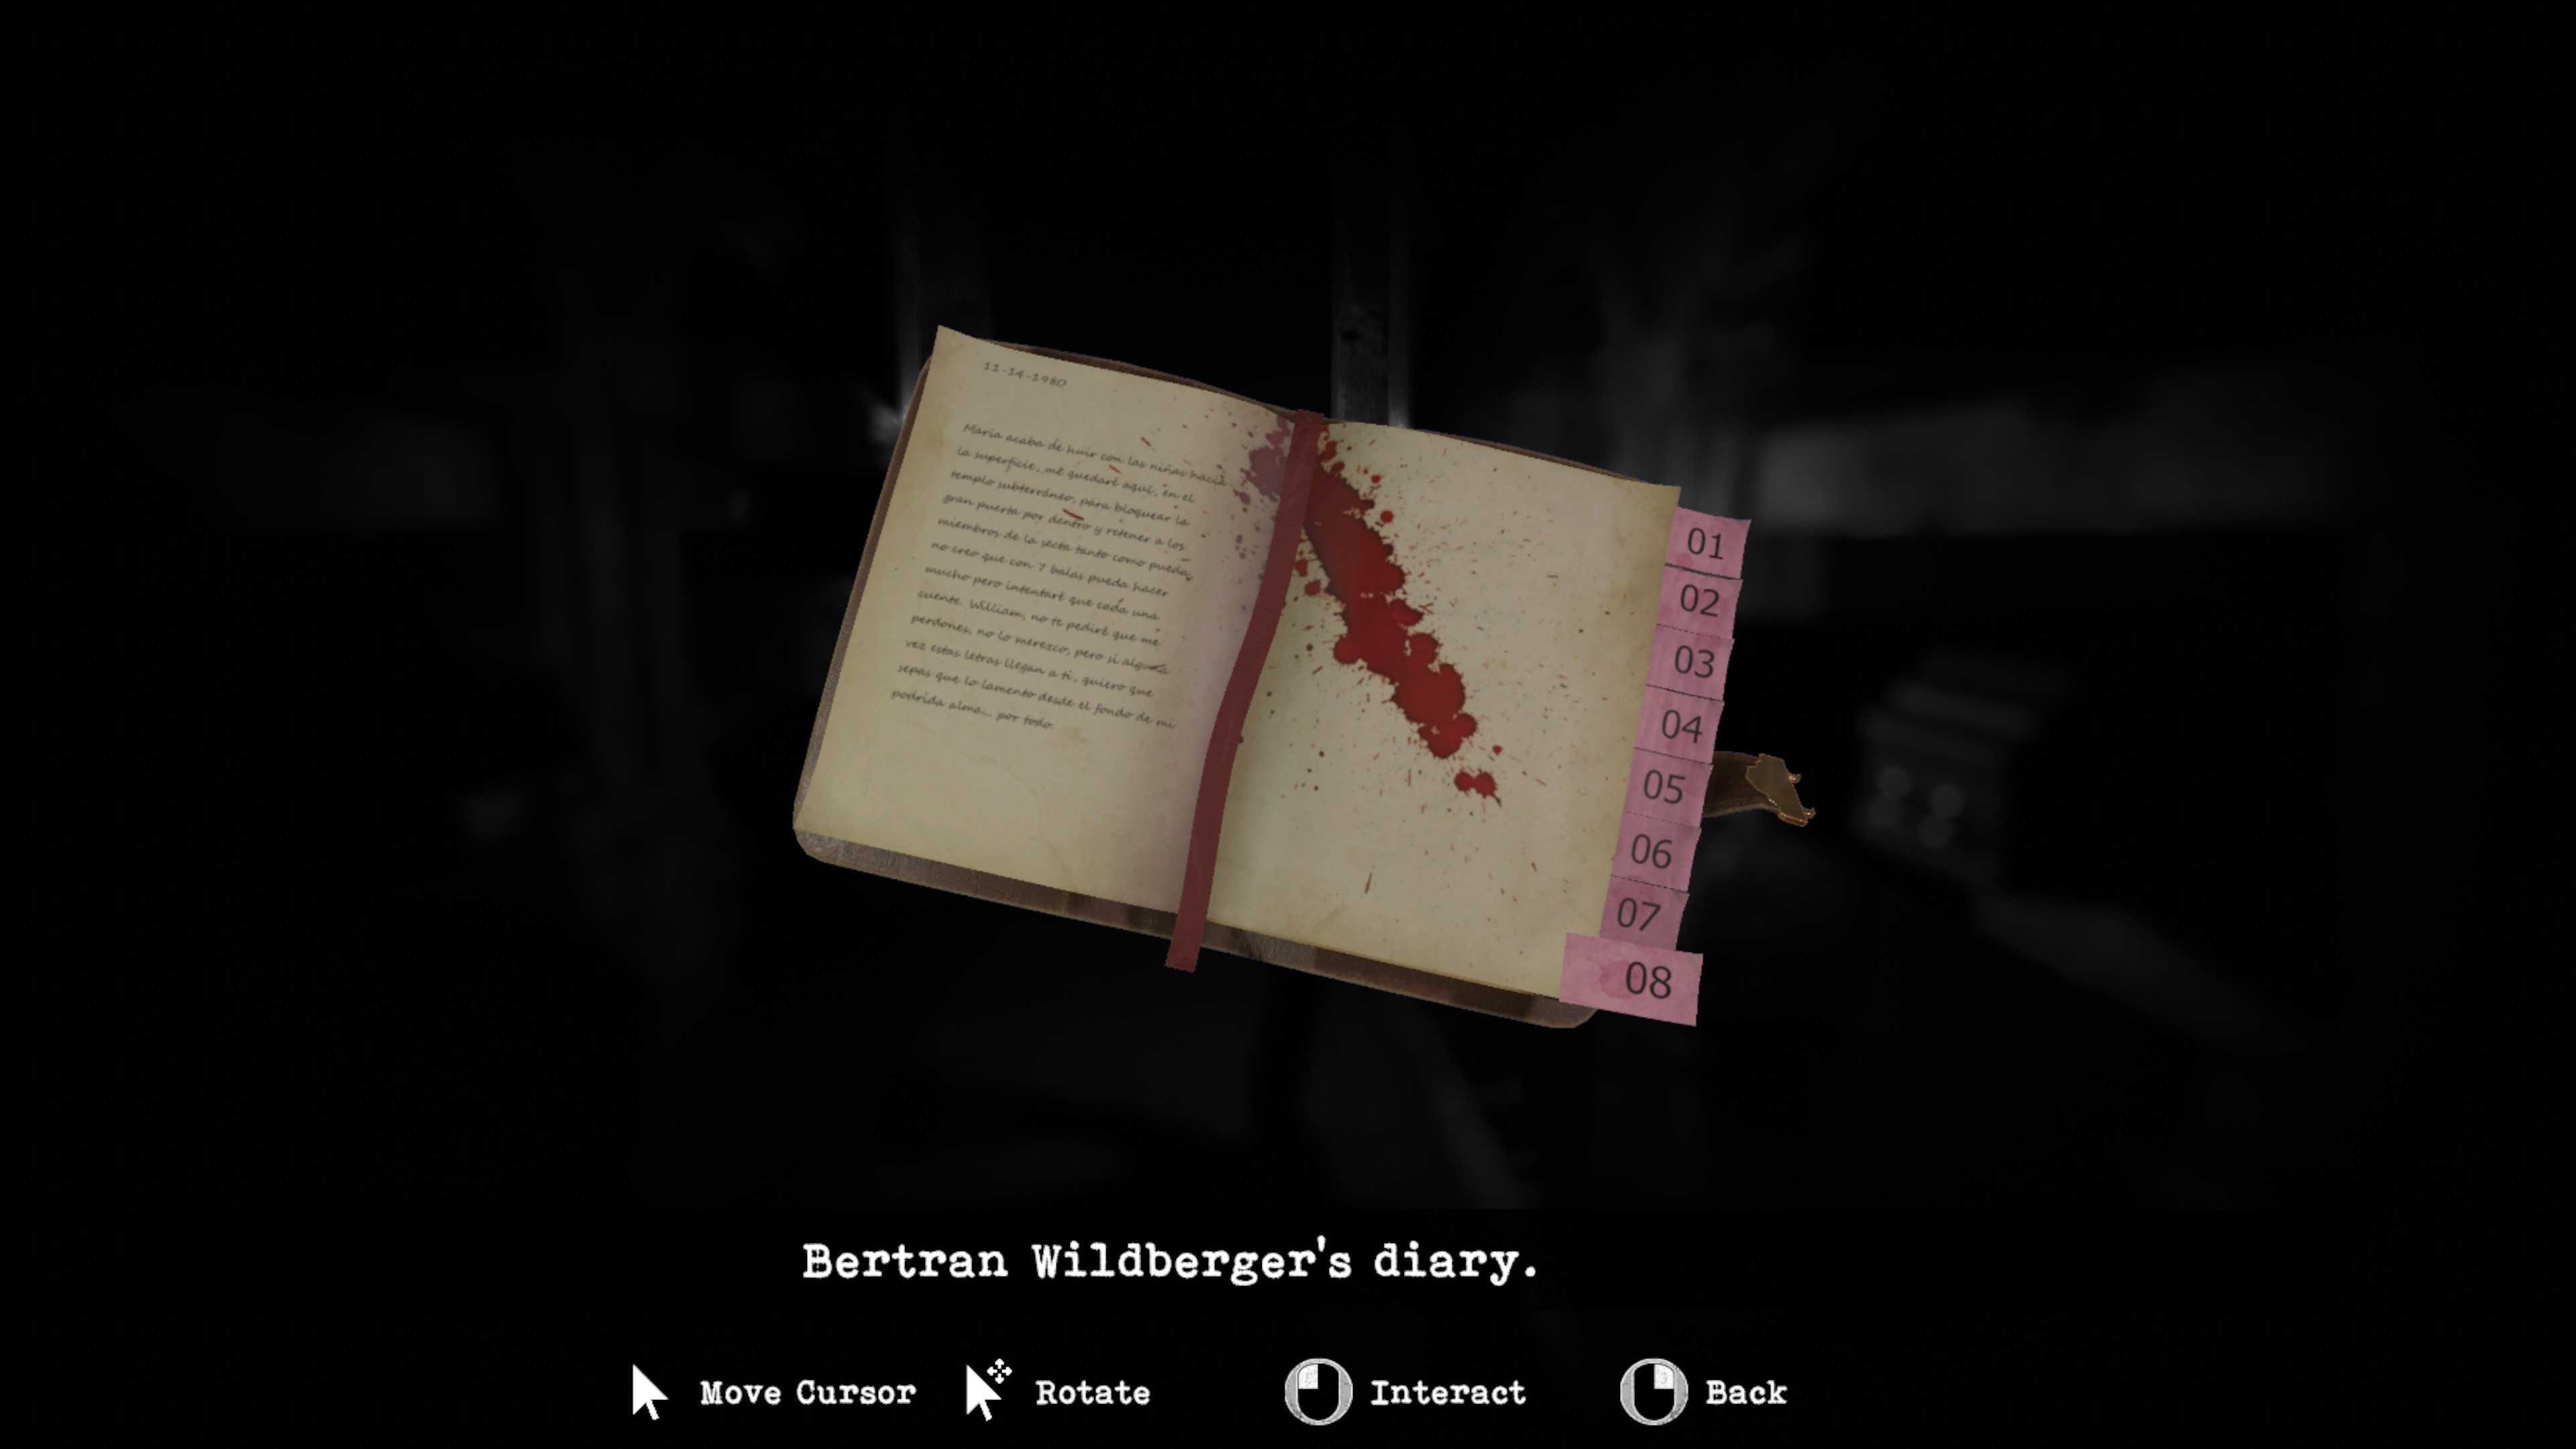 11-14-1980
María acaba de huir con las niñas hacia
la superficie, me quedaré aquí, en el
templo subterráneo, para bloquear la
gran puerta por dentro y retener a los
miembros de la secta tanto como pueda,
no creo que con 7 balas pueda hacer
mucho pero intentaré que cada una
cuente. William, no te pediré que me
perdones, no lo merezco, pero si alguna
vez estas letras llegan a ti, quiero que
sepas que lo lamento desde el fondo de mi
podrida alma... por todo.
01
02
03
04
05
06
07
08
Bertran Wildberger's diary.
Move Cursor
Rotate
Interact
Back